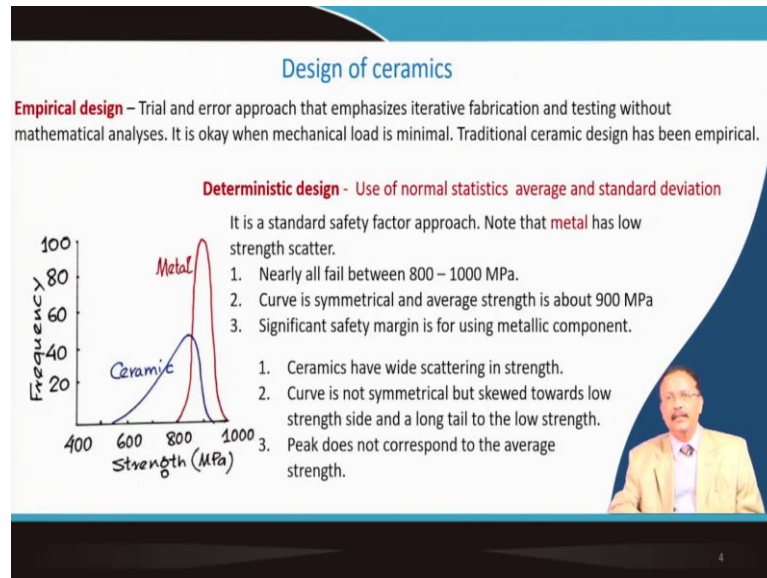 Design of ceramics
Empirical design – Trial and error approach that emphasizes iterative fabrication and testing without
mathematical analyses. It is okay when mechanical load is minimal. Traditional ceramic design has been empirical.
Deterministic design - Use of normal statistics average and standard deviation
It is a standard safety factor approach. Note that metal has low
strength scatter.
1. Nearly all fail between 800 – 1000 MPa.
2. Curve is symmetrical and average strength is about 900 MPa
3. Significant safety margin is for using metallic component.
1. Ceramics have wide scattering in strength.
2. Curve is not symmetrical but skewed towards low
strength side and a long tail to the low strength.
3. Peak does not correspond to the average
strength.
Frequency
100
80
60
40
20
Metal
Ceramic
400 600 800 1000
Strength (MPa)
4